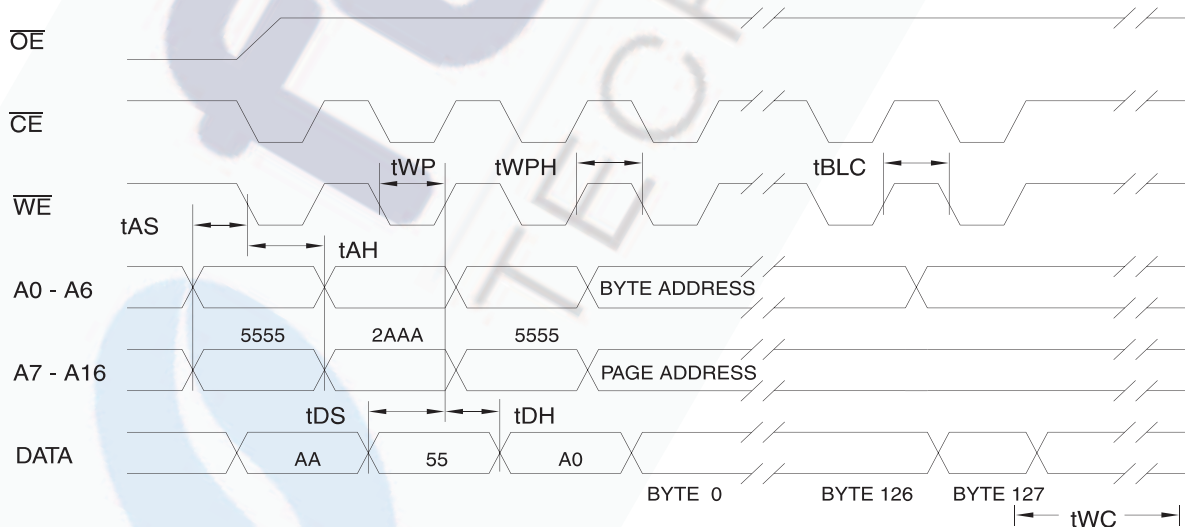 OE
CE
tWP
tWPH
tBLC
WE
tAS
tAH
A0 - A6
BYTE ADDRESS
5555
2AAA
5555
A7 - A16
PAGE ADDRESS
tDS
tDH
DATA
AA
55
A0
BYTE 0
BYTE 126
BYTE 127
tWC